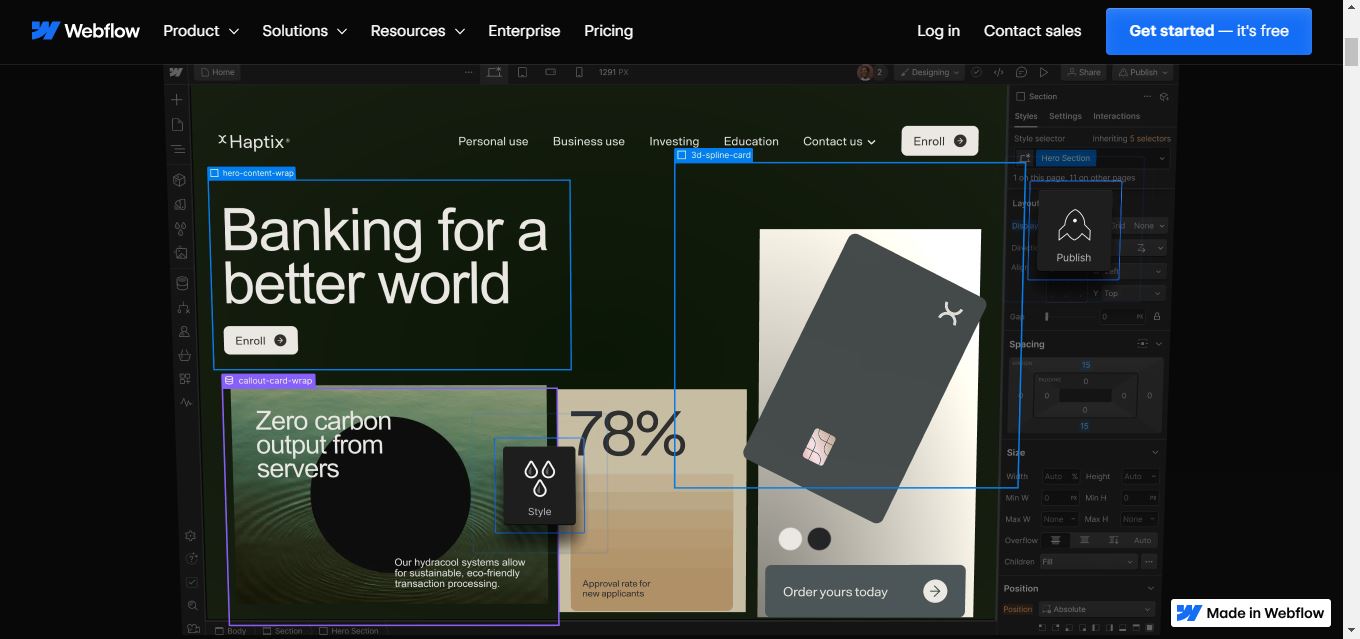 Webflow
Product
Solutions
Resources
Enterprise
Pricing
Log in
Contact sales
Get started — it's free
Home
1291 PX
2
Designing
Share
Publish
Section
Styles
Settings
Interactions
Style selector
Inheriting 5 selectors
Hero Section
1 on this page, 11 on other pages
Haptix
Personal use
Business use
Investing
Education
Contact us
Enroll
3d-spline-card
hero-content-wrap
Banking for a
better world
Enroll
Publish
None
Left
Y Top
Gap
0 PX
Spacing
15
0
0 0 0 0
0
15
callout-card-wrap
Zero carbon
output from
servers
Our hydracool systems allow
for sustainable, eco-friendly
transaction processing.
Style
78%
Approval rate for
new applicants
Order yours today
Size
Width Auto % Height Auto
Min W 0 PX Min H 0 PX
Max W None Max H None
Overflow Auto
Children Fill
Position
Position Absolute
Body
Section
Hero Section
Made in Webflow